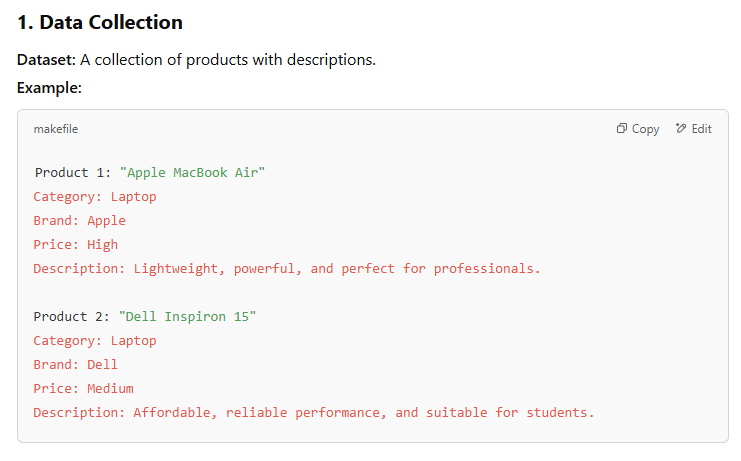 1. Data Collection
Dataset: A collection of products with descriptions.
Example:
makefile
Copy
Edit
Product 1: "Apple MacBook Air"
Category: Laptop
Brand: Apple
Price: High
Description: Lightweight, powerful, and perfect for professionals.
Product 2: "Dell Inspiron 15"
Category: Laptop
Brand: Dell
Price: Medium
Description: Affordable, reliable performance, and suitable for students.